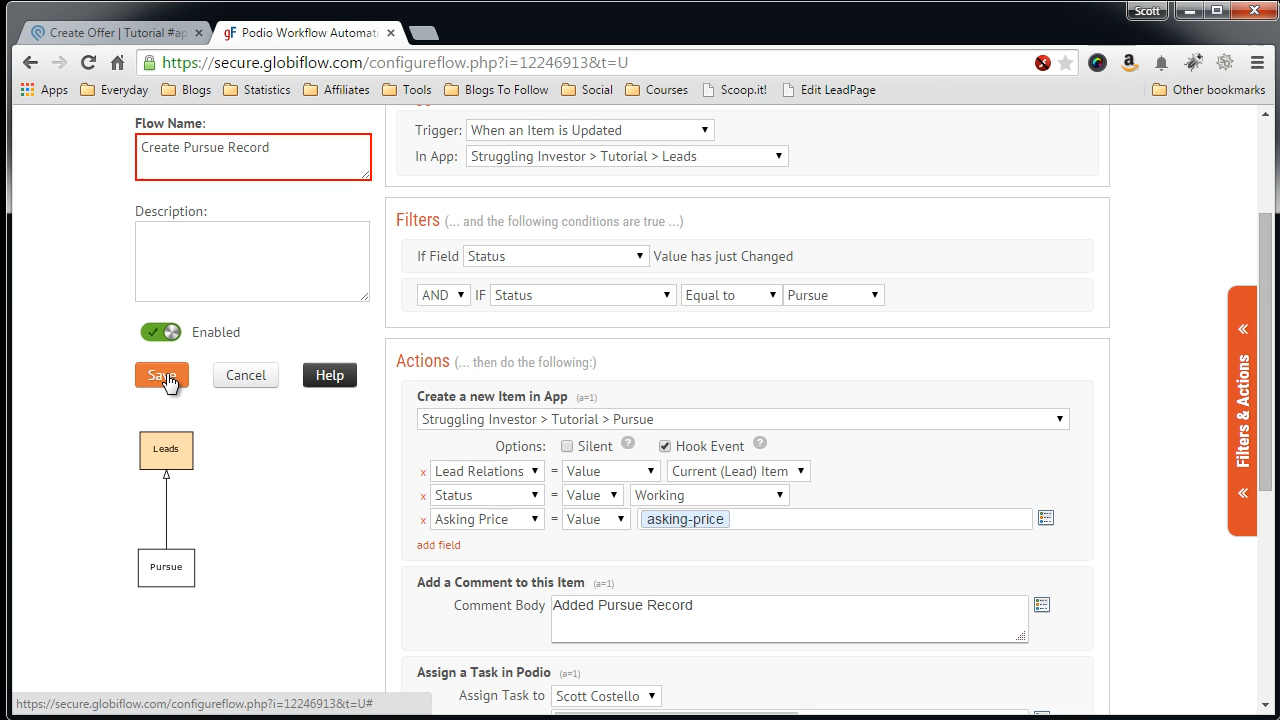 Scott
Create Offer | Tutorial #ap
gF Podio Workflow Automat
https://secure.globiflow.com/configureflow.php?i=12246913&t=U
Apps Everyday Blogs Statistics Affiliates Tools Blogs To Follow Social Courses Scoop.it! Edit LeadPage Other bookmarks
Flow Name:
Create Pursue Record
Description:
Enabled
Save Cancel Help
Leads
Pursue
Trigger: When an Item is Updated
In App: Struggling Investor > Tutorial > Leads
Filters (... and the following conditions are true ...)
If Field Status Value has just Changed
AND IF Status Equal to Pursue
Actions (... then do the following:)
Create a new Item in App (a=1)
Struggling Investor > Tutorial > Pursue
Options: Silent ? Hook Event ?
x Lead Relations = Value Current (Lead) Item
x Status = Value Working
x Asking Price = Value asking-price
add field
Add a Comment to this Item (a=1)
Comment Body Added Pursue Record
Assign a Task in Podio (a=1)
Assign Task to Scott Costello
« Filters & Actions «
https://secure.globiflow.com/configureflow.php?i=12246913&t=U#